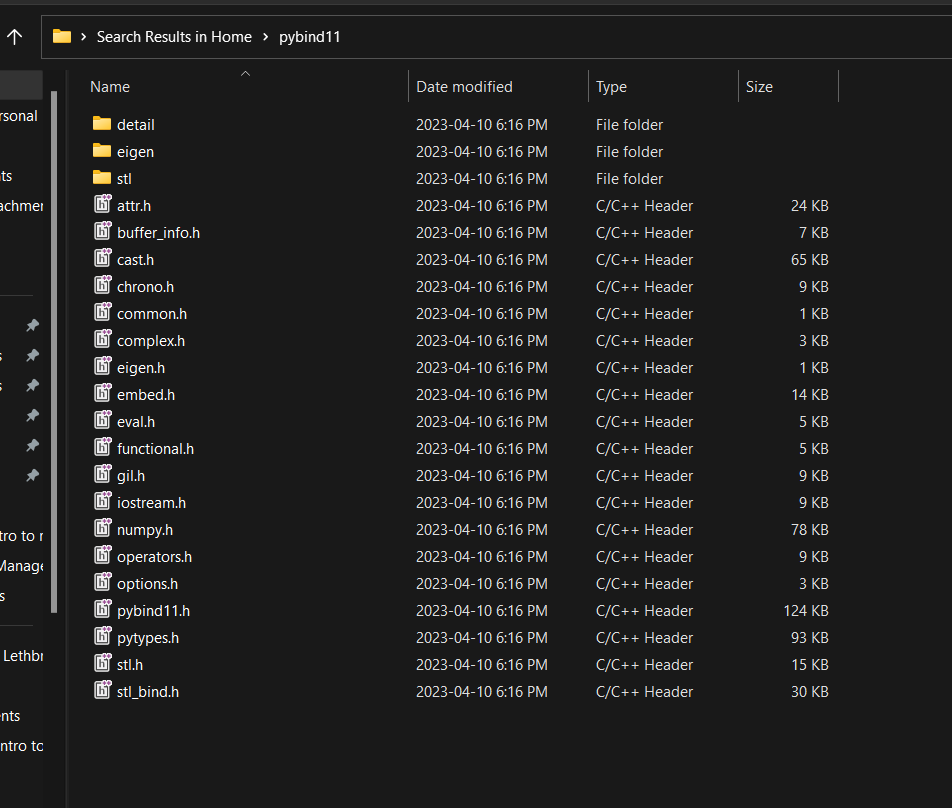 Search Results in Home > pybind11
Name Date modified Type Size
detail 2023-04-10 6:16 PM File folder
eigen 2023-04-10 6:16 PM File folder
stl 2023-04-10 6:16 PM File folder
attr.h 2023-04-10 6:16 PM C/C++ Header 24 KB
buffer_info.h 2023-04-10 6:16 PM C/C++ Header 7 KB
cast.h 2023-04-10 6:16 PM C/C++ Header 65 KB
chrono.h 2023-04-10 6:16 PM C/C++ Header 9 KB
common.h 2023-04-10 6:16 PM C/C++ Header 1 KB
complex.h 2023-04-10 6:16 PM C/C++ Header 3 KB
eigen.h 2023-04-10 6:16 PM C/C++ Header 1 KB
embed.h 2023-04-10 6:16 PM C/C++ Header 14 KB
eval.h 2023-04-10 6:16 PM C/C++ Header 5 KB
functional.h 2023-04-10 6:16 PM C/C++ Header 5 KB
gil.h 2023-04-10 6:16 PM C/C++ Header 9 KB
iostream.h 2023-04-10 6:16 PM C/C++ Header 9 KB
numpy.h 2023-04-10 6:16 PM C/C++ Header 78 KB
operators.h 2023-04-10 6:16 PM C/C++ Header 9 KB
options.h 2023-04-10 6:16 PM C/C++ Header 3 KB
pybind11.h 2023-04-10 6:16 PM C/C++ Header 124 KB
pytypes.h 2023-04-10 6:16 PM C/C++ Header 93 KB
stl.h 2023-04-10 6:16 PM C/C++ Header 15 KB
stl_bind.h 2023-04-10 6:16 PM C/C++ Header 30 KB
rsonal
ts
achmer
s
s
tro to r
Manage
s
Lethbr
ents
ntro to